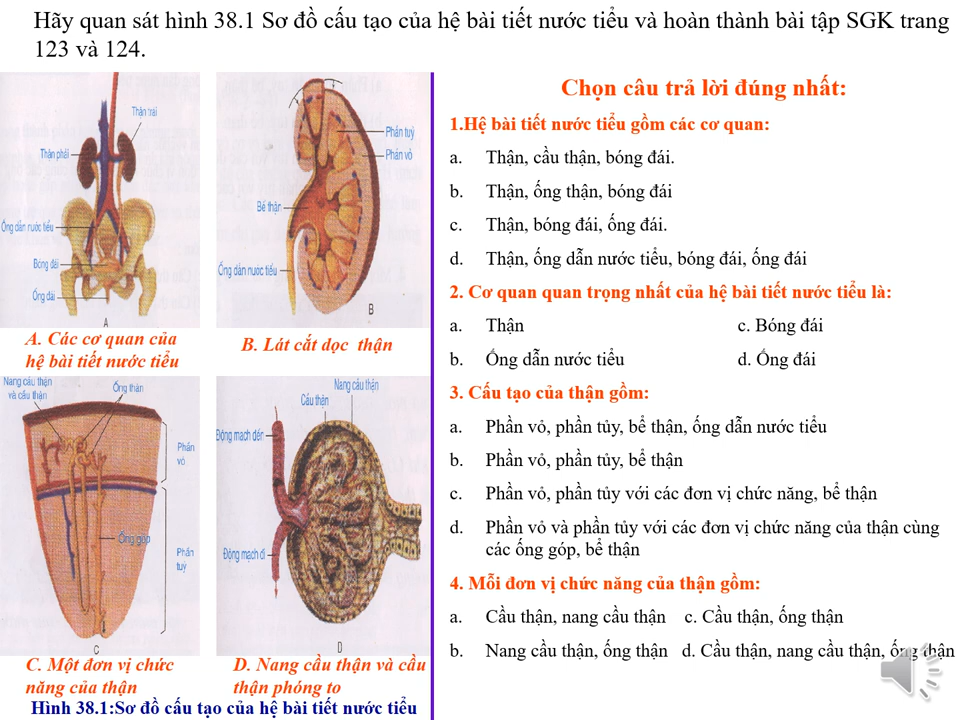 Hãy quan sát hình 38.1 Sơ đồ cấu tạo của hệ bài tiết nước tiểu và hoàn thành bài tập SGK trang
123 và 124.
Thận trái
Thận phải
Ống dẫn nước tiểu
Bóng đái
Ống đái
A
A. Các cơ quan của
hệ bài tiết nước tiểu
Phần tuỷ
Phần vỏ
Bể thận
Ống dẫn nước tiểu
B
B. Lát cắt dọc thận
Nang cầu thận
và cầu thận
Ống thận
Phần
vỏ
Ống góp
Phần
tuỷ
C
C. Một đơn vị chức
năng của thận
Nang cầu thận
Cầu thận
Động mạch đến
Động mạch đi
D
D. Nang cầu thận và cầu
thận phóng to
Hình 38.1:Sơ đồ cấu tạo của hệ bài tiết nước tiểu
Chọn câu trả lời đúng nhất:
1.Hệ bài tiết nước tiểu gồm các cơ quan:
a. Thận, cầu thận, bóng đái.
b. Thận, ống thận, bóng đái
c. Thận, bóng đái, ống đái.
d. Thận, ống dẫn nước tiểu, bóng đái, ống đái
2. Cơ quan quan trọng nhất của hệ bài tiết nước tiểu là:
a. Thận c. Bóng đái
b. Ống dẫn nước tiểu d. Ống đái
3. Cấu tạo của thận gồm:
a. Phần vỏ, phần tủy, bể thận, ống dẫn nước tiểu
b. Phần vỏ, phần tủy, bể thận
c. Phần vỏ, phần tủy với các đơn vị chức năng, bể thận
d. Phần vỏ và phần tủy với các đơn vị chức năng của thận cùng
các ống góp, bể thận
4. Mỗi đơn vị chức năng của thận gồm:
a. Cầu thận, nang cầu thận c. Cầu thận, ống thận
b. Nang cầu thận, ống thận d. Cầu thận, nang cầu thận, ống thận